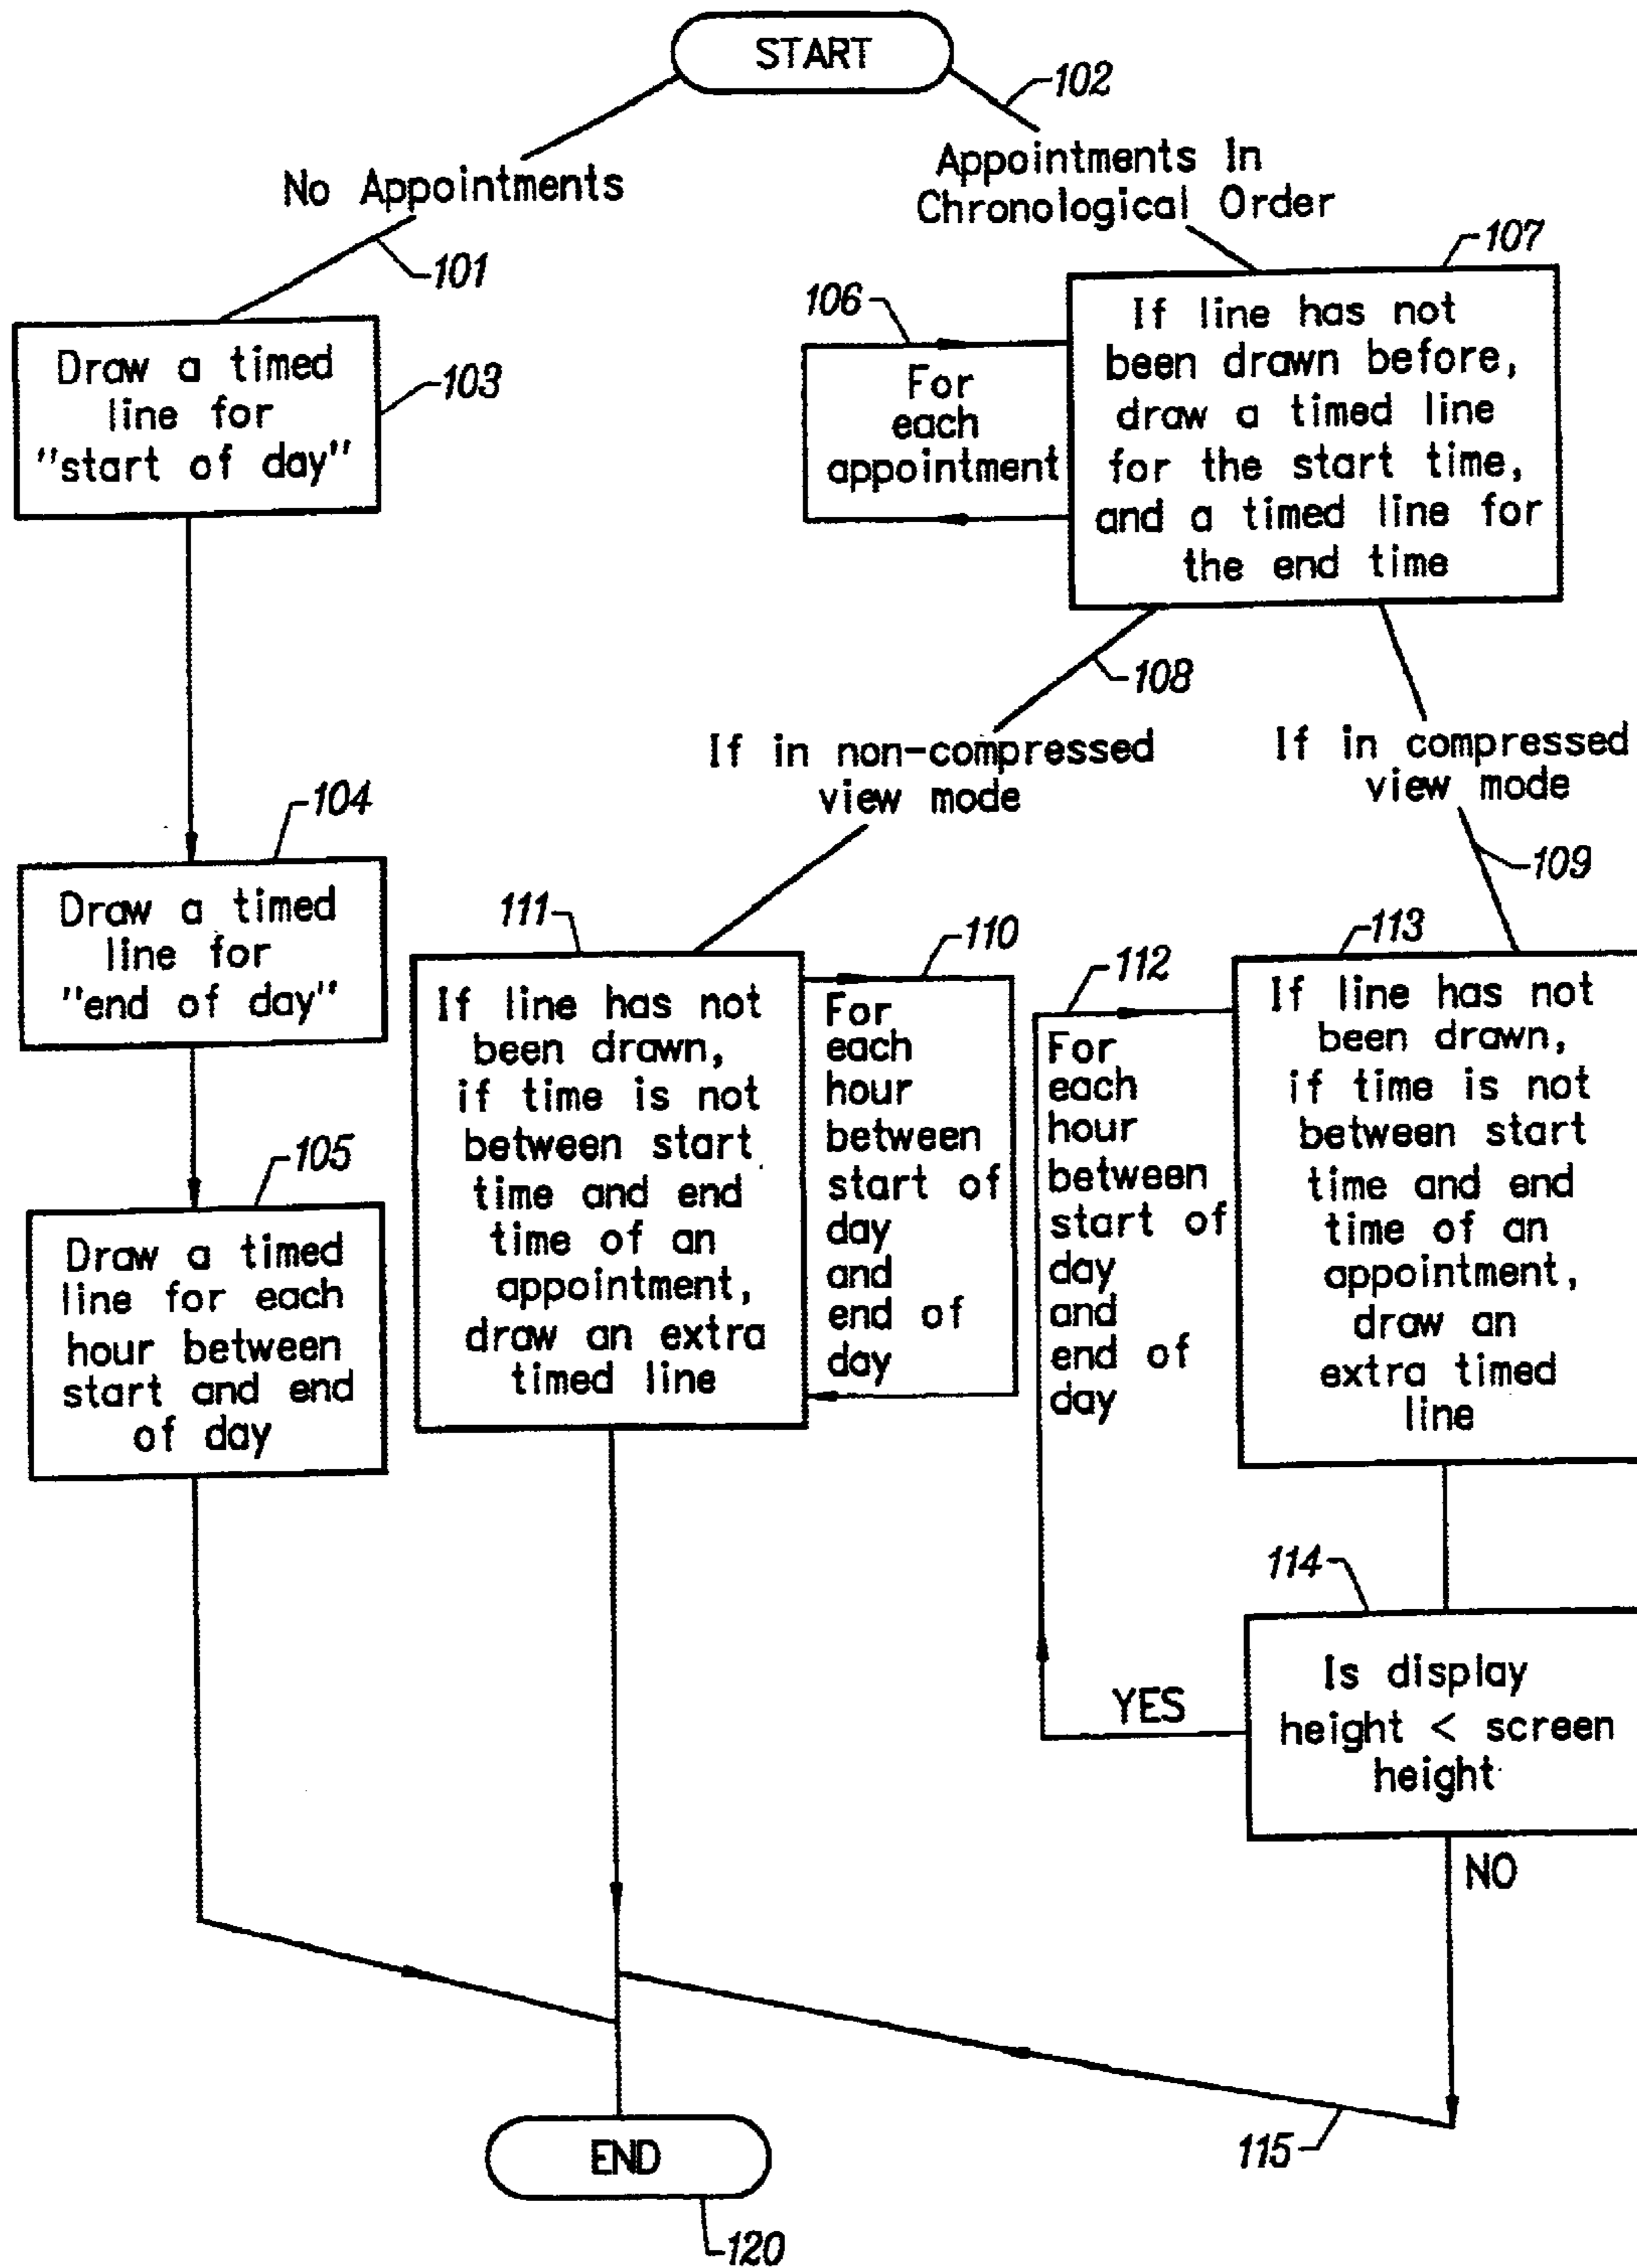 START
102
No Appointments
Appointments In
Chronological Order
101
107
106
For
each
appointment
If line has not
been drawn before,
draw a timed line
for the start time,
and a timed line for
the end time
Draw a timed
line for
"start of day"
103
108
If in non-compressed
view mode
If in compressed
view mode
109
104
Draw a timed
line for
"end of day"
111
If line has not
been drawn,
if time is not
between start
time and end
time of an
appointment,
draw an extra
timed line
110
For
each
hour
between
start of
day
and
end of
day
112
For
each
hour
between
start of
day
and
end of
day
113
If line has not
been drawn,
if time is not
between start
time and end
time of an
appointment,
draw an
extra timed
line
105
Draw a timed
line for each
hour between
start and end
of day
114
Is display
height < screen
height
YES
NO
115
END
120